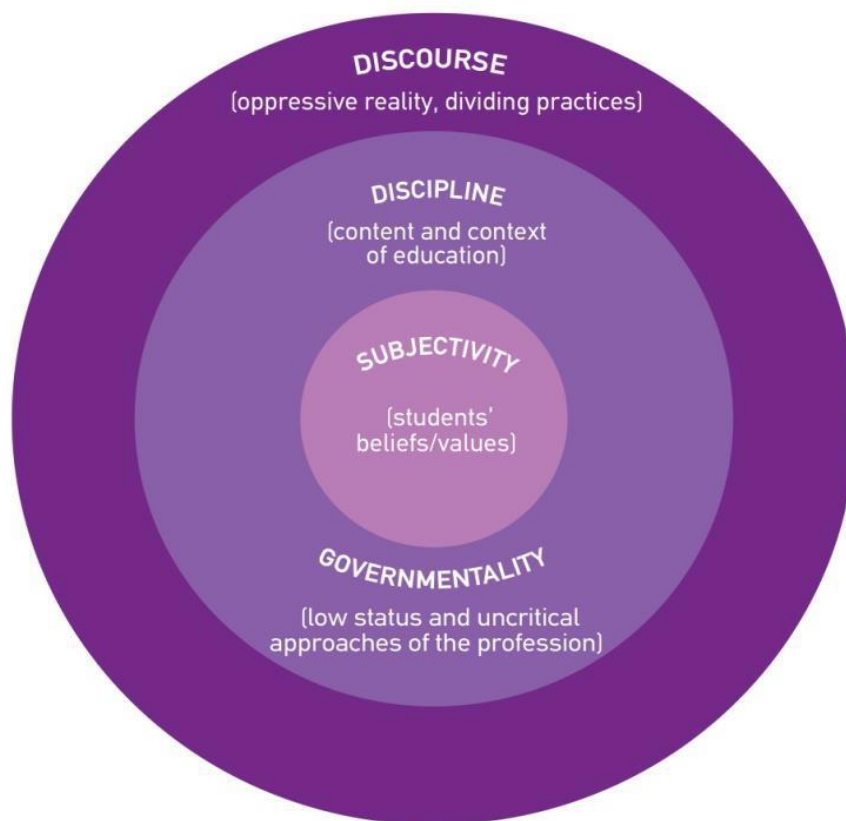 DISCOURSE
(oppressive reality, dividing practices)
DISCIPLINE
(content and context
of education)
SUBJECTIVITY
(students'
beliefs/values)
GOVERNMENTALITY
(low status and uncritical
approaches of the profession)